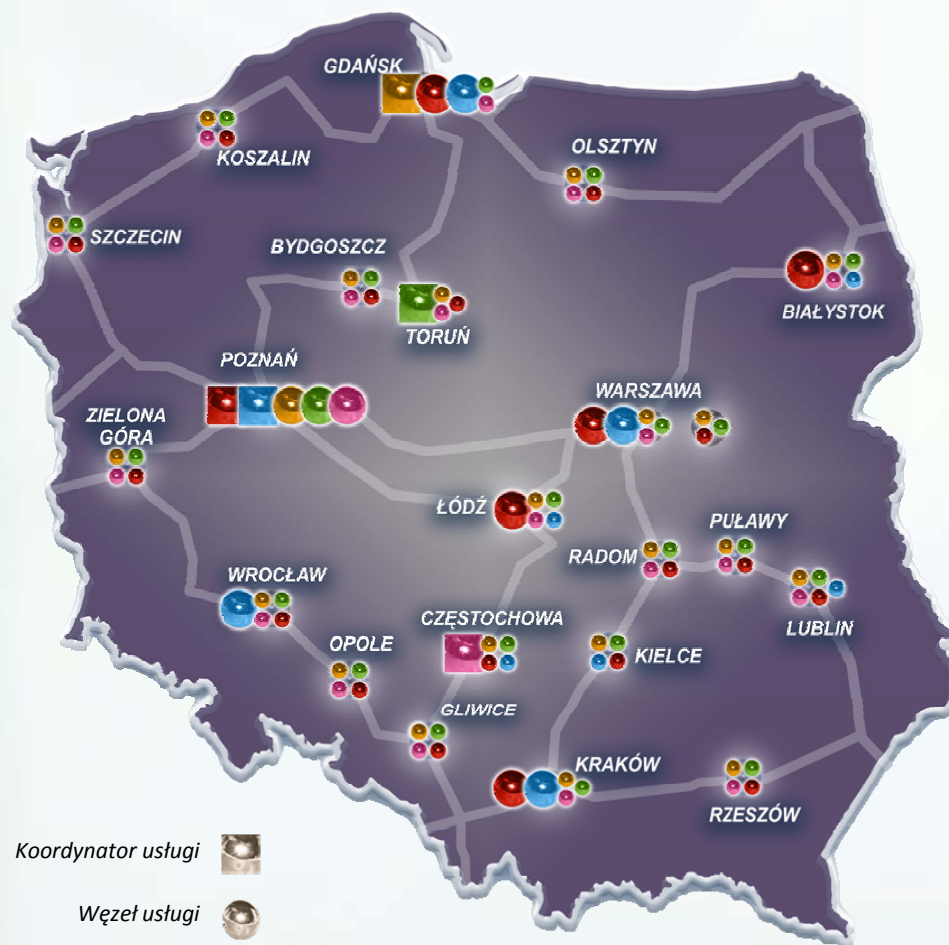 GDAŃSK
KOSZALIN
OLSZTYN
SZCZECIN
BYDGOSZCZ
BIAŁYSTOK
TORUŃ
POZNAŃ
WARSZAWA
ZIELONA
GÓRA
ŁÓDŹ
PUŁAWY
RADOM
WROCŁAW
CZĘSTOCHOWA
LUBLIN
OPOLE
KIELCE
GLIWICE
KRAKÓW
RZESZÓW
Koordynator usługi
Węzeł usługi